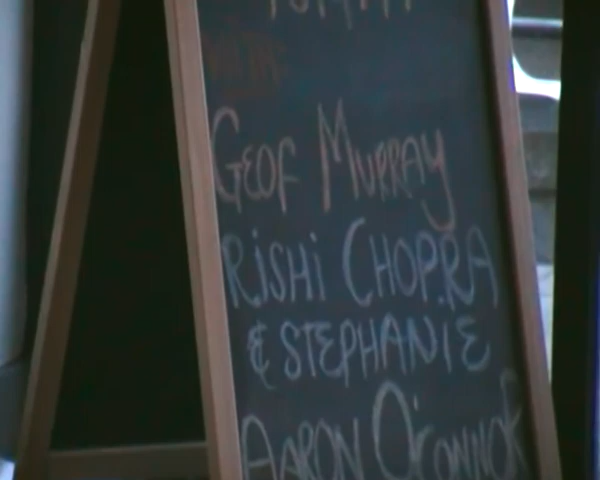 GEOF MURRAY
RISHI CHOPRA
& STEPHANIE
AARON O'CONNOR